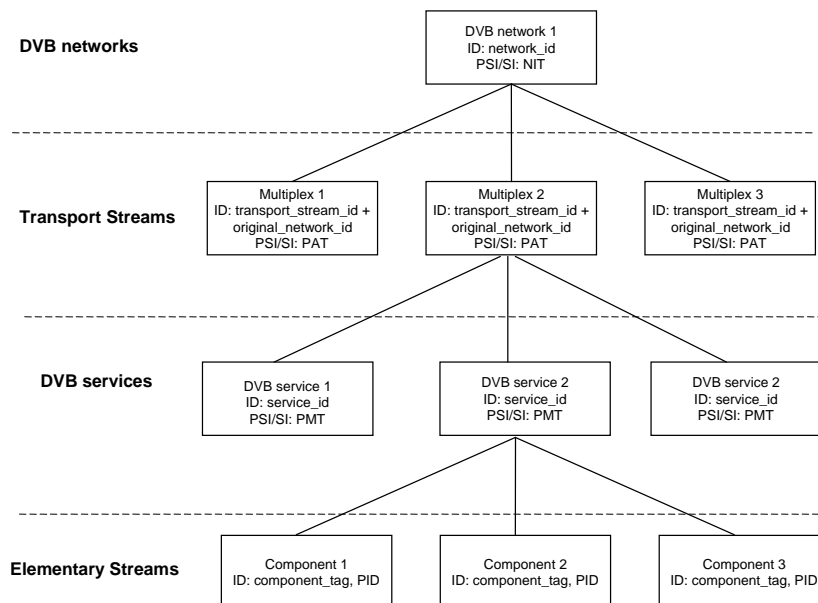 DVB networks
DVB network 1
ID: network_id
PSI/SI: NIT
Transport Streams
Multiplex 1
ID: transport_stream_id +
original_network_id
PSI/SI: PAT
Multiplex 2
ID: transport_stream_id +
original_network_id
PSI/SI: PAT
Multiplex 3
ID: transport_stream_id +
original_network_id
PSI/SI: PAT
DVB services
DVB service 1
ID: service_id
PSI/SI: PMT
DVB service 2
ID: service_id
PSI/SI: PMT
DVB service 2
ID: service_id
PSI/SI: PMT
Elementary Streams
Component 1
ID: component_tag, PID
Component 2
ID: component_tag, PID
Component 3
ID: component_tag, PID